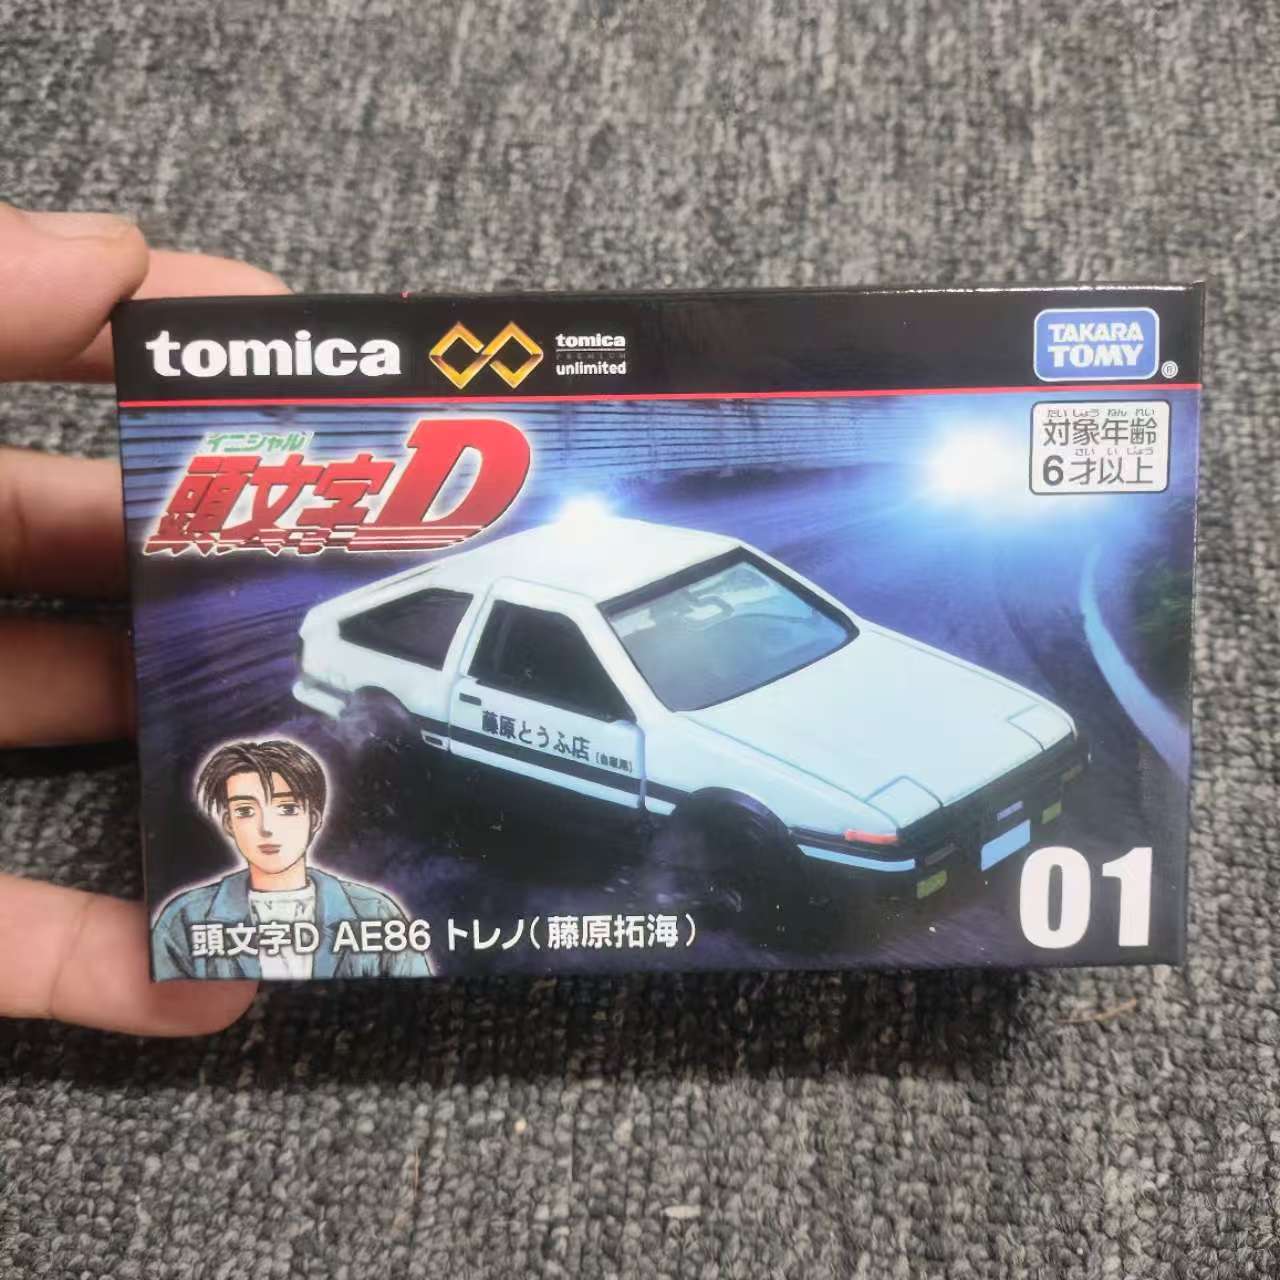 tomica
tomica
PREMIUM
unlimited
TAKARA
TOMY
®
イニシャル
頭文字D
たいしょうねんれい
対象年齢
さいいじょう
6才以上
藤原とうふ店
(自家用)
頭文字D AE86 トレノ(藤原拓海)
01